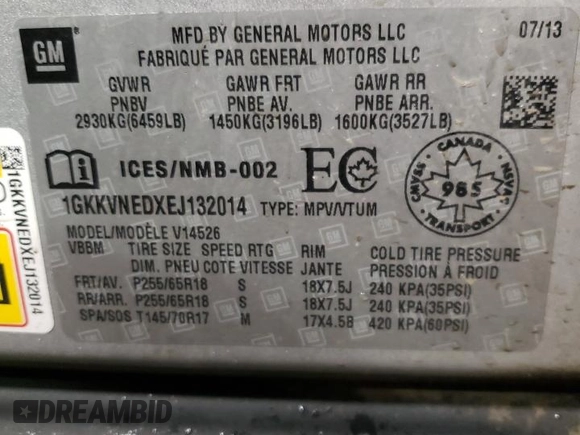 GM
MFD BY GENERAL MOTORS LLC
FABRIQUÉ PAR GENERAL MOTORS LLC
07/13
GVWR GAWR FRT GAWR RR
PNBV PNBE AV. PNBE ARR.
2930KG(6459LB) 1450KG(3196LB) 1600KG(3527LB)
ICES/NMB-002
EC
CANADA
985
TRANSPORT
1GKKVNEDXEJ132014 TYPE: MPV/VTUM
MODEL/MODÈLE V14526
VBBM TIRE SIZE SPEED RTG RIM COLD TIRE PRESSURE
DIM. PNEU COTE VITESSE JANTE PRESSION À FROID
FRT/AV. P255/65R18 S 18X7.5J 240 KPA(35PSI)
RR/ARR. P255/65R18 S 18X7.5J 240 KPA(35PSI)
SPA/SOS T145/70R17 M 17X4.5B 420 KPA(60PSI)
1GKKVNEDXEJ132014
DREAMBID